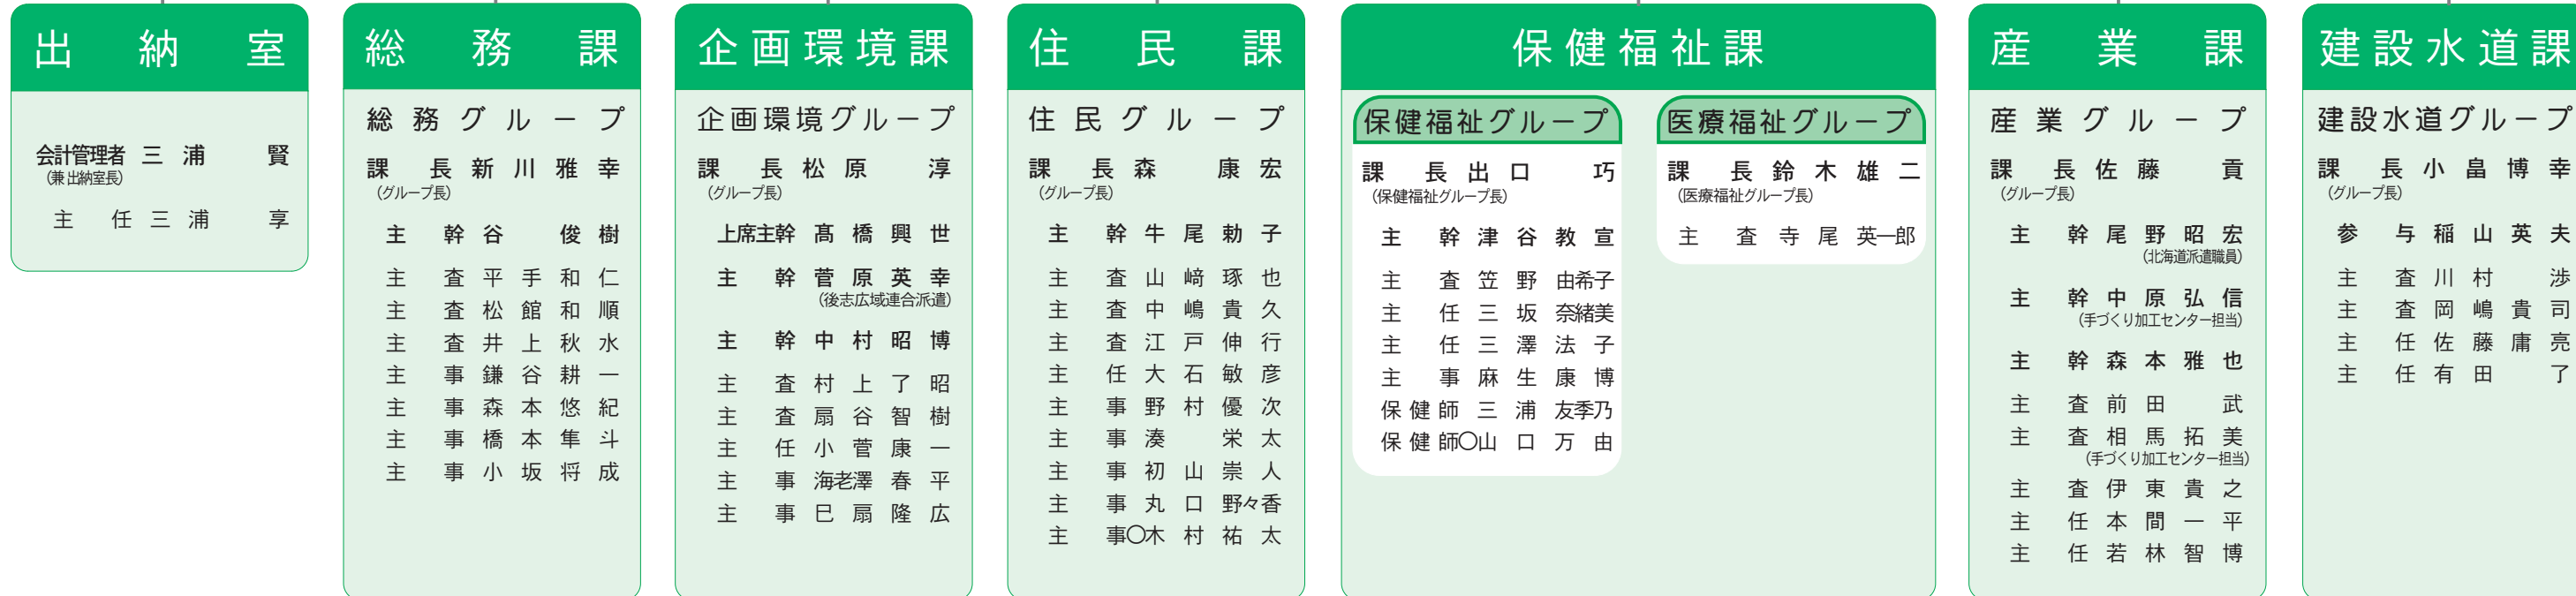 出納室
会計管理者 三浦 賢
(兼出納室長)
主任 三浦 享
総務課
総務グループ
課長 新川雅幸
(グループ長)
主幹 谷 俊樹
主査 平手和仁
主査 松館和順
主査 井上秋水
主事 鎌谷耕一
主事 森本悠紀
主事 橋本隼斗
主事 小坂将成
企画環境課
企画環境グループ
課長 松原 淳
(グループ長)
上席主幹 髙橋興世
主幹 菅原英幸
(後志広域連合派遣)
主幹 中村昭博
主査 村上了昭
主査 扇谷智樹
主任 小菅康一
主事 海老澤春平
主事 巳扇隆広
住民課
住民グループ
課長 森 康宏
(グループ長)
主幹 牛尾勅子
主査 山﨑琢也
主査 中嶋貴久
主査 江戸伸行
主任 大石敏彦
主事 野村優次
主事 湊 栄太
主事 初山崇人
主事 丸口野々香
主事 〇木村祐太
保健福祉課
保健福祉グループ
課長 出口 巧
(保健福祉グループ長)
主幹 津谷教宣
主査 笠野由希子
主任 三坂奈緒美
主任 三澤法子
主事 麻生康博
保健師 三浦友季乃
保健師 〇山口万由
医療福祉グループ
課長 鈴木雄二
(医療福祉グループ長)
主査 寺尾英一郎
産業課
産業グループ
課長 佐藤 貢
(グループ長)
主幹 尾野昭宏
(北海道派遣職員)
主幹 中原弘信
(手づくり加工センター担当)
主幹 森本雅也
主査 前田 武
主査 相馬拓美
(手づくり加工センター担当)
主査 伊東貴之
主任 本間一平
主任 若林智博
建設水道課
建設水道グループ
課長 小畠博幸
(グループ長)
参与 稲山英夫
主査 川村 渉
主査 岡嶋貴司
主任 佐藤庸亮
主任 有田 了